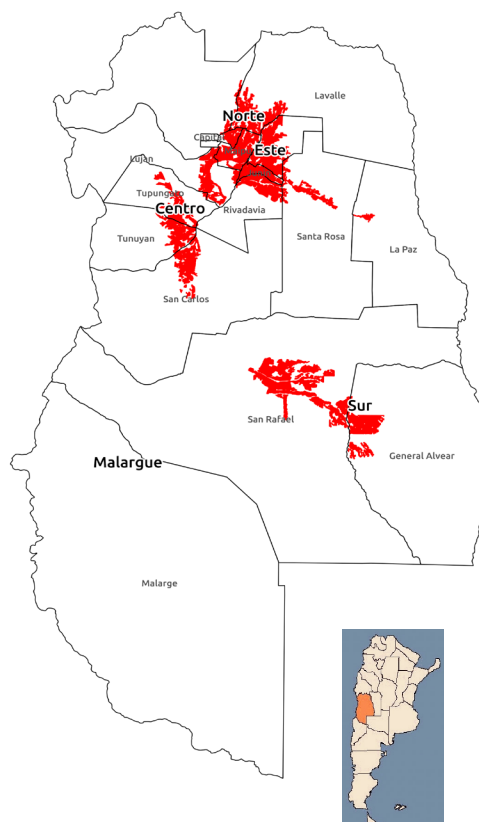 Lavalle
Norte
Capital
Este
Lujan
Tupungato
Centro
Rivadavia
Tunuyan
Santa Rosa
La Paz
San Carlos
Sur
San Rafael
General Alvear
Malargue
Malarge